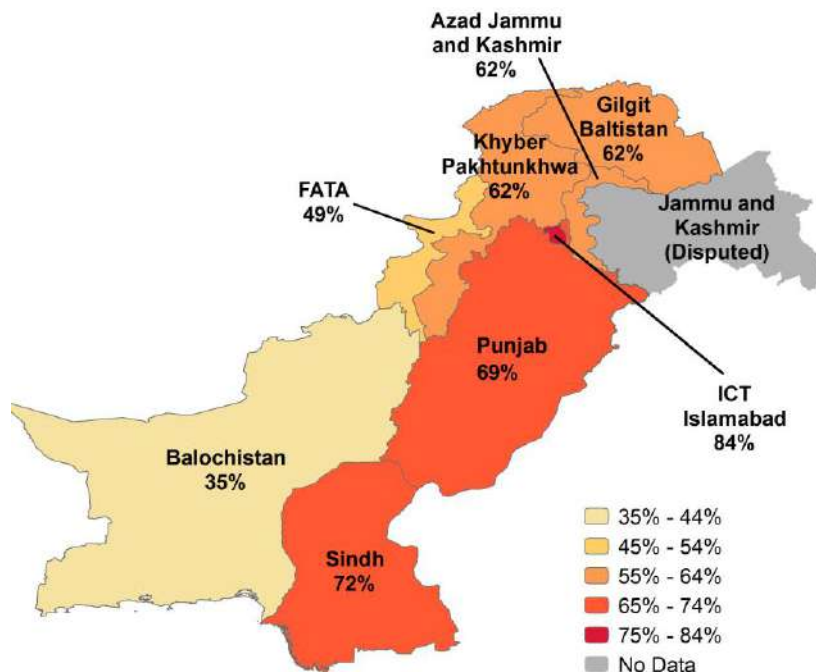 Azad Jammu
and Kashmir
62%
Gilgit
Baltistan
62%
Khyber
Pakhtunkhwa
62%
FATA
49%
Jammu and
Kashmir
(Disputed)
Punjab
69%
ICT
Islamabad
84%
Balochistan
35%
Sindh
72%
35% - 44%
45% - 54%
55% - 64%
65% - 74%
75% - 84%
No Data